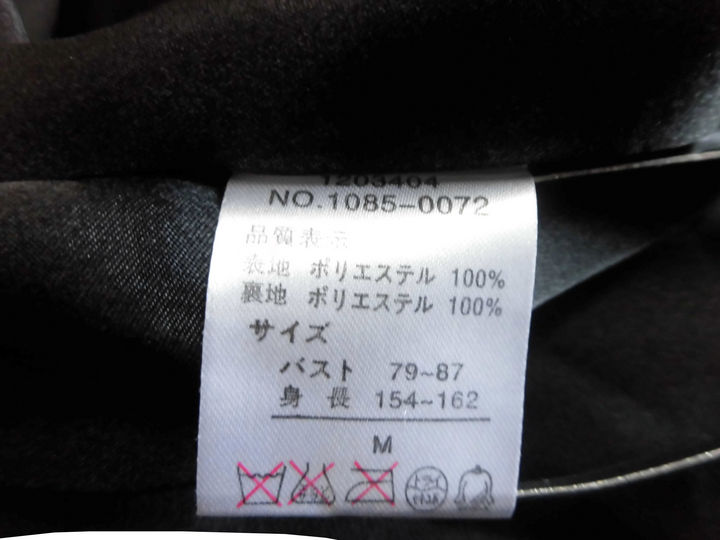 1203404
NO.1085-0072
品質表示
表地 ポリエステル 100%
裏地 ポリエステル 100%
サイズ
バスト 79~87
身長 154~162
M